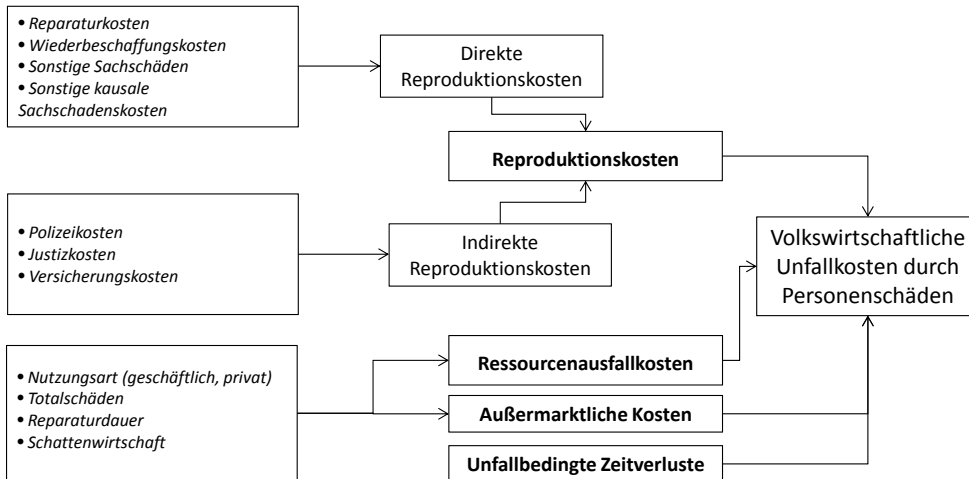 • Reparaturkosten
• Wiederbeschaffungskosten
• Sonstige Sachschäden
• Sonstige kausale
Sachschadenskosten
Direkte
Reproduktionskosten
Reproduktionskosten
• Polizeikosten
• Justizkosten
• Versicherungskosten
Indirekte
Reproduktionskosten
Volkswirtschaftliche
Unfallkosten durch
Personenschäden
• Nutzungsart (geschäftlich, privat)
• Totalschäden
• Reparaturdauer
• Schattenwirtschaft
Ressourcenausfallkosten
Außermarktliche Kosten
Unfallbedingte Zeitverluste